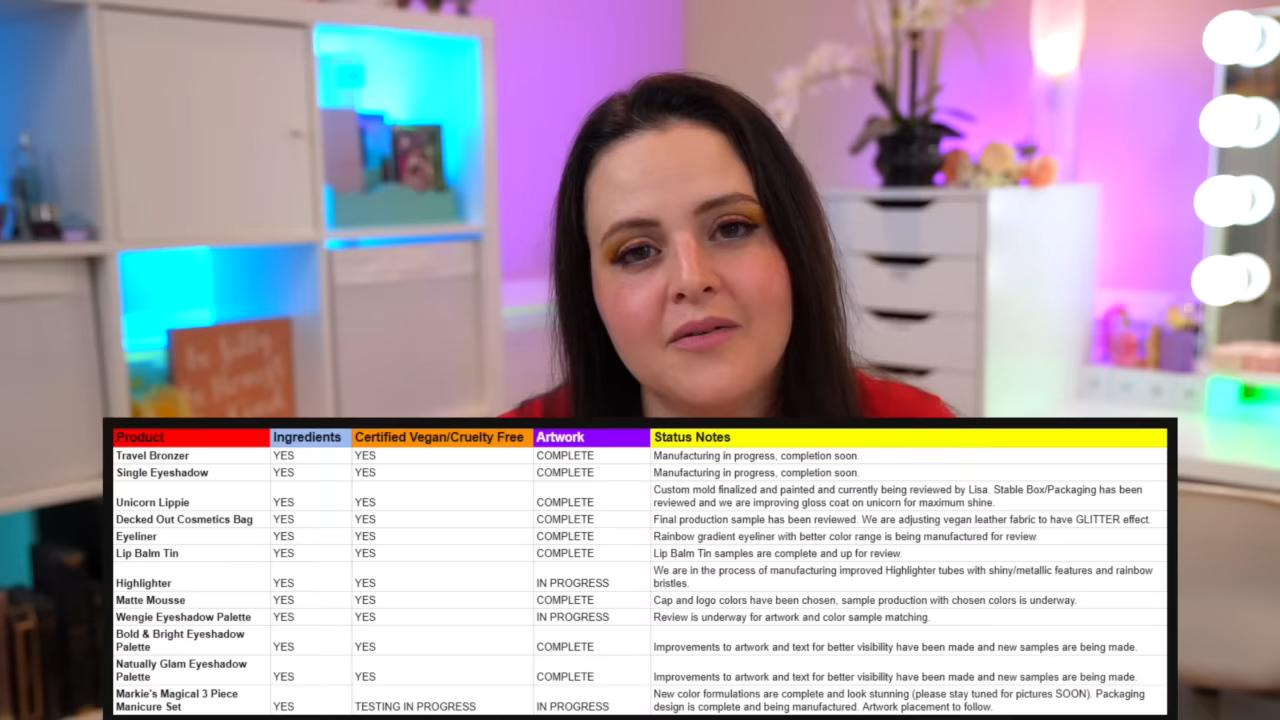 be jolly
Product Ingredients Certified Vegan/Cruelty Free Artwork Status Notes
Travel Bronzer YES YES COMPLETE Manufacturing in progress, completion soon.
Single Eyeshadow YES YES COMPLETE Manufacturing in progress, completion soon.
Unicorn Lippie YES YES COMPLETE Custom mold finalized and painted and currently being reviewed by Lisa. Stable Box/Packaging has been
reviewed and we are improving gloss coat on unicorn for maximum shine.
Decked Out Cosmetics Bag YES YES COMPLETE Final production sample has been reviewed. We are adjusting vegan leather fabric to have GLITTER effect.
Eyeliner YES YES COMPLETE Rainbow gradient eyeliner with better color range is being manufactured for review.
Lip Balm Tin YES YES COMPLETE Lip Balm Tin samples are complete and up for review.
Highlighter YES YES IN PROGRESS We are in the process of manufacturing improved Highlighter tubes with shiny/metallic features and rainbow
bristles.
Matte Mousse YES YES COMPLETE Cap and logo colors have been chosen, sample production with chosen colors is underway.
Wengie Eyeshadow Palette YES YES IN PROGRESS Review is underway for artwork and color sample matching.
Bold & Bright Eyeshadow
Palette YES YES COMPLETE Improvements to artwork and text for better visibility have been made and new samples are being made.
Natually Glam Eyeshadow
Palette YES YES COMPLETE Improvements to artwork and text for better visibility have been made and new samples are being made.
Markie's Magical 3 Piece
Manicure Set YES TESTING IN PROGRESS IN PROGRESS New color formulations are complete and look stunning (please stay tuned for pictures SOON). Packaging
design is complete and being manufactured. Artwork placement to follow.